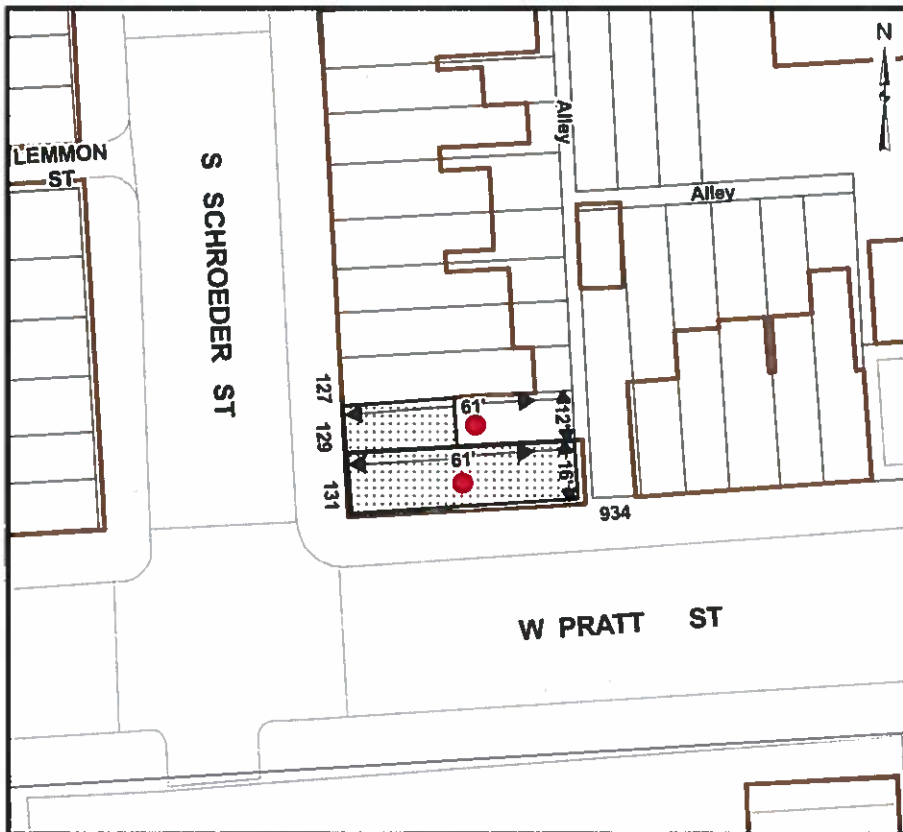 N
Alley
LEMMON
ST
S SCHROEDER ST
Alley
127
61'
12'
129
61'
16'
131
934
W PRATT ST